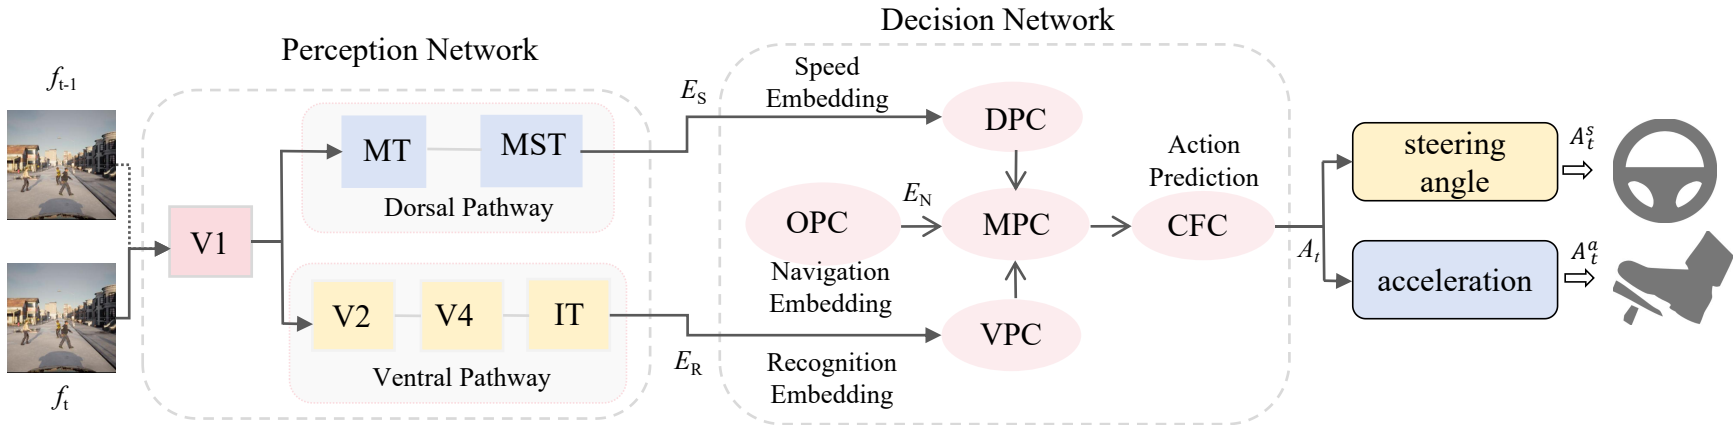 Decision Network
Perception Network
f_{t-1}
f_t
V1
MT
MST
Dorsal Pathway
V2
V4
IT
Ventral Pathway
E_S
E_R
Speed
Embedding
DPC
OPC
E_N
MPC
Navigation
Embedding
VPC
Recognition
Embedding
Action
Prediction
CFC
A_t
steering
angle
A_t^s
acceleration
A_t^a